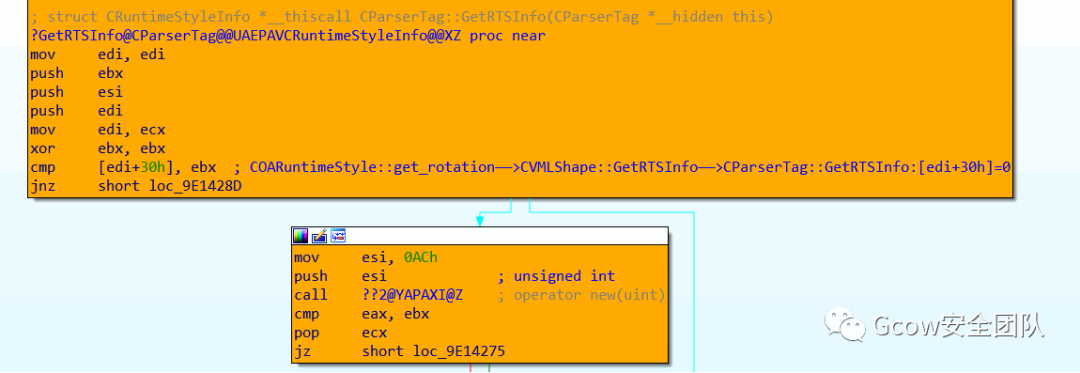 ; struct CRuntimeStyleInfo *__thiscall CParserTag::GetRTSInfo(CParserTag *__hidden this)
?GetRTSInfo@CParserTag@@UAEPAVCRuntimeStyleInfo@@XZ proc near
mov edi, edi
push ebx
push esi
push edi
mov edi, ecx
xor ebx, ebx
cmp [edi+30h], ebx ; COARuntimeStyle::get_rotation——>CVMLShape::GetRTSInfo——>CParserTag::GetRTSInfo:[edi+30h]=0
jnz short loc_9E1428D
mov esi, 0ACh
push esi ; unsigned int
call ??2@YAPAXI@Z ; operator new(uint)
cmp eax, ebx
pop ecx
jz short loc_9E14275
Gcow安全团队